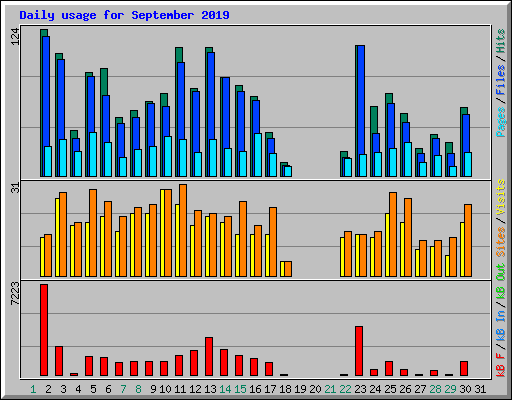 Daily usage for September 2019
124
Pages / Files / Hits
31
Sites / Visits
7223
kB F / kB In / kB Out
1 2 3 4 5 6 7 8 9 10 11 12 13 14 15 16 17 18 19 20 21 22 23 24 25 26 27 28 29 30 31